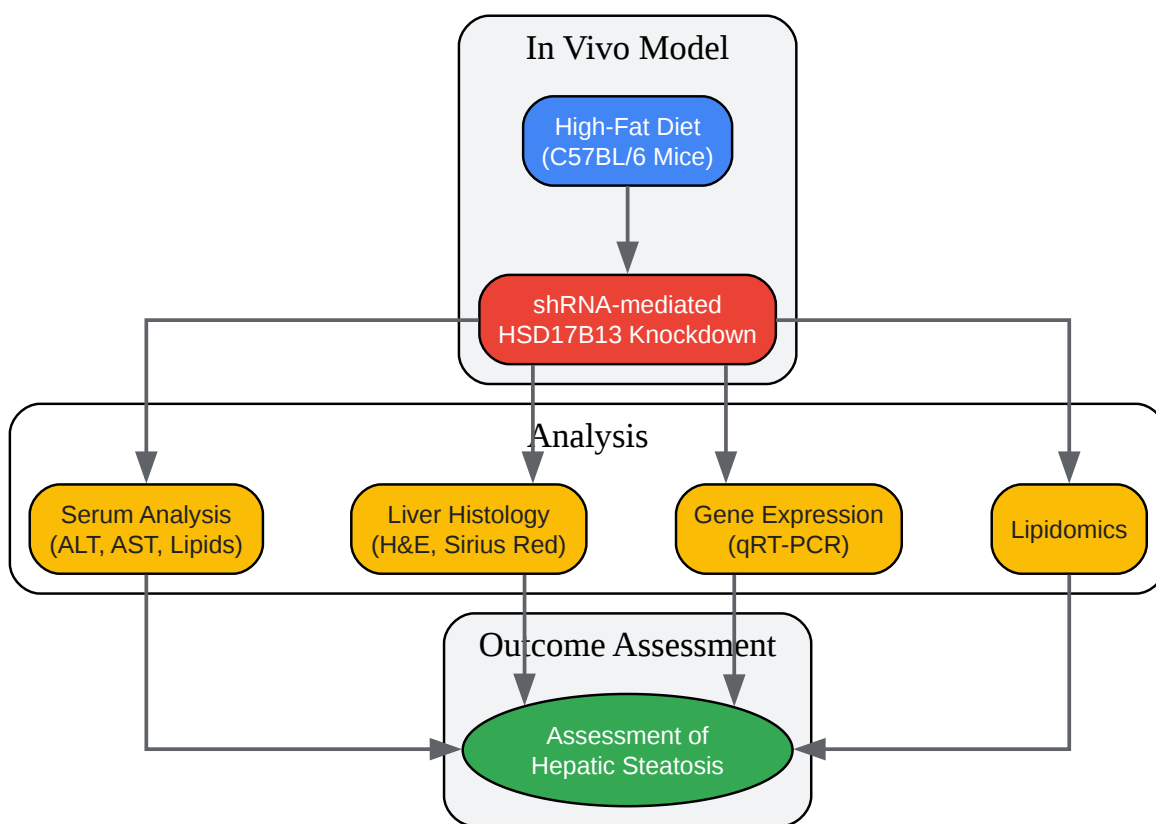 In Vivo Model
High-Fat Diet
(C57BL/6 Mice)
shRNA-mediated
HSD17B13 Knockdown
Analysis
Serum Analysis
(ALT, AST, Lipids)
Liver Histology
(H&E, Sirius Red)
Gene Expression
(qRT-PCR)
Lipidomics
Outcome Assessment
Assessment of
Hepatic Steatosis